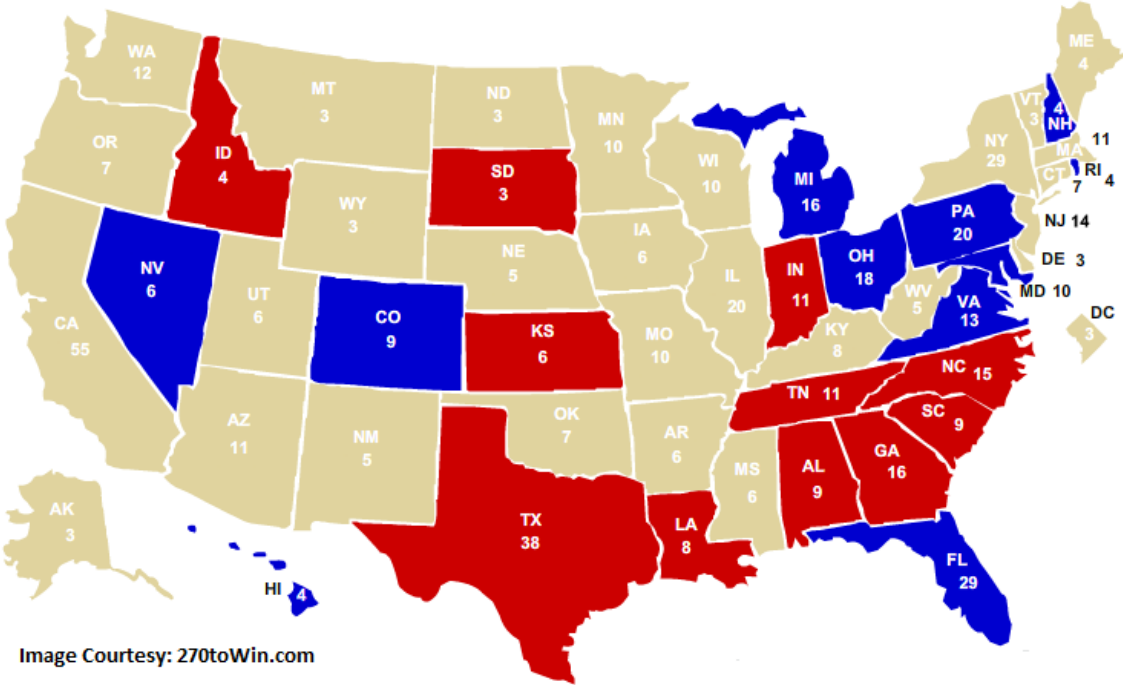 WA
12
OR
7
CA
55
NV
6
ID
4
MT
3
WY
3
UT
6
AZ
11
CO
9
NM
5
ND
3
SD
3
NE
5
KS
6
OK
7
TX
38
MN
10
IA
6
MO
10
AR
6
LA
8
WI
10
IL
20
MS
6
MI
16
IN
11
OH
18
KY
8
TN 11
AL
9
GA
16
FL
29
SC
9
NC 15
VA
13
WV
5
PA
20
NY
29
VT
3
4
NH
ME
4
MA
11
RI 4
CT
7
NJ 14
DE 3
MD 10
DC
3
AK
3
HI 4
Image Courtesy: 270toWin.com